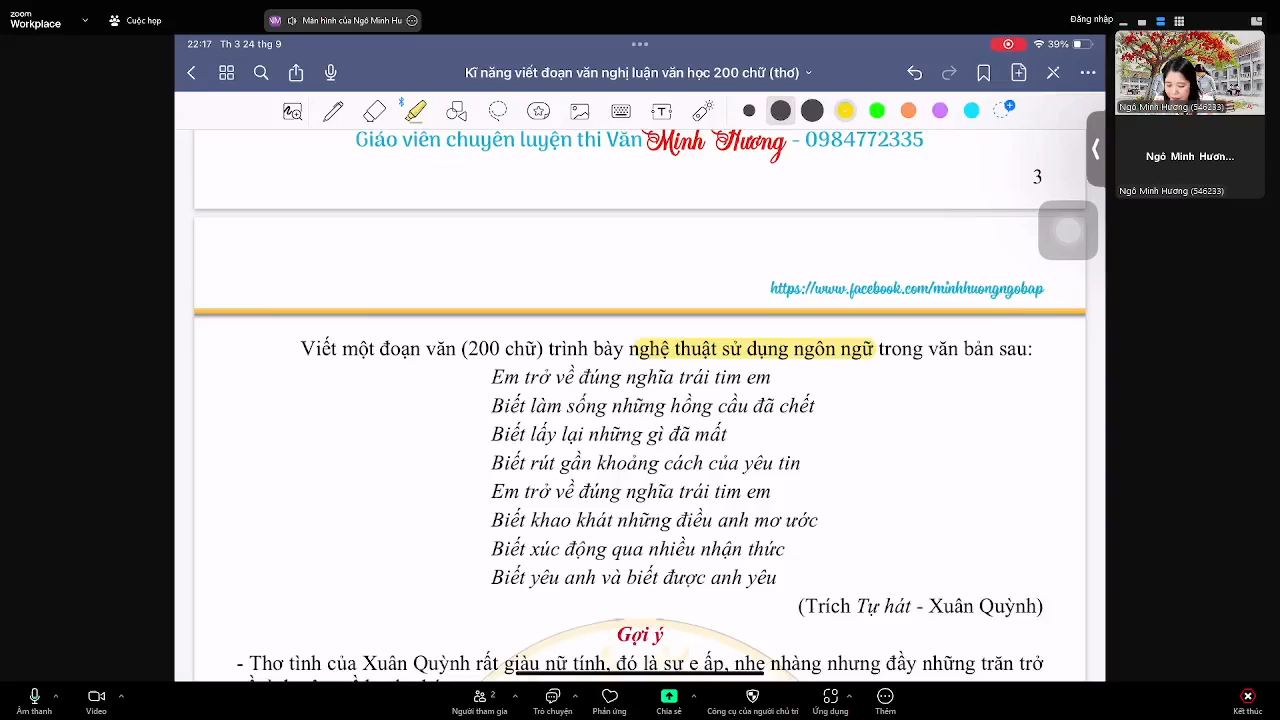 zoom
Workplace
Cuộc họp
VIM Màn hình của Ngô Minh Hu
Đăng nhập
22:17 Th 3 24 thg 9
39%
Kĩ năng viết đoạn văn nghị luận văn học 200 chữ (thơ)
Giáo viên chuyên luyện thi Văn Minh Hương - 0984772335
3
https://www.facebook.com/minhhuongngobap
Viết một đoạn văn (200 chữ) trình bày nghệ thuật sử dụng ngôn ngữ trong văn bản sau:
Em trở về đúng nghĩa trái tim em
Biết làm sống những hồng cầu đã chết
Biết lấy lại những gì đã mất
Biết rút gần khoảng cách của yêu tin
Em trở về đúng nghĩa trái tim em
Biết khao khát những điều anh mơ ước
Biết xúc động qua nhiều nhận thức
Biết yêu anh và biết được anh yêu
(Trích Tự hát - Xuân Quỳnh)
Gợi ý
- Thơ tình của Xuân Quỳnh rất giàu nữ tính, đó là sự e ấp, nhẹ nhàng nhưng đầy những trăn trở
Ngô Minh Hương (546233)
Ngô Minh Hươn...
Ngô Minh Hương (546233)
Âm thanh
Video
Người tham gia 2
Trò chuyện
Phản ứng
Chia sẻ
Công cụ của người chủ trì
Ứng dụng
Thêm
Kết thúc